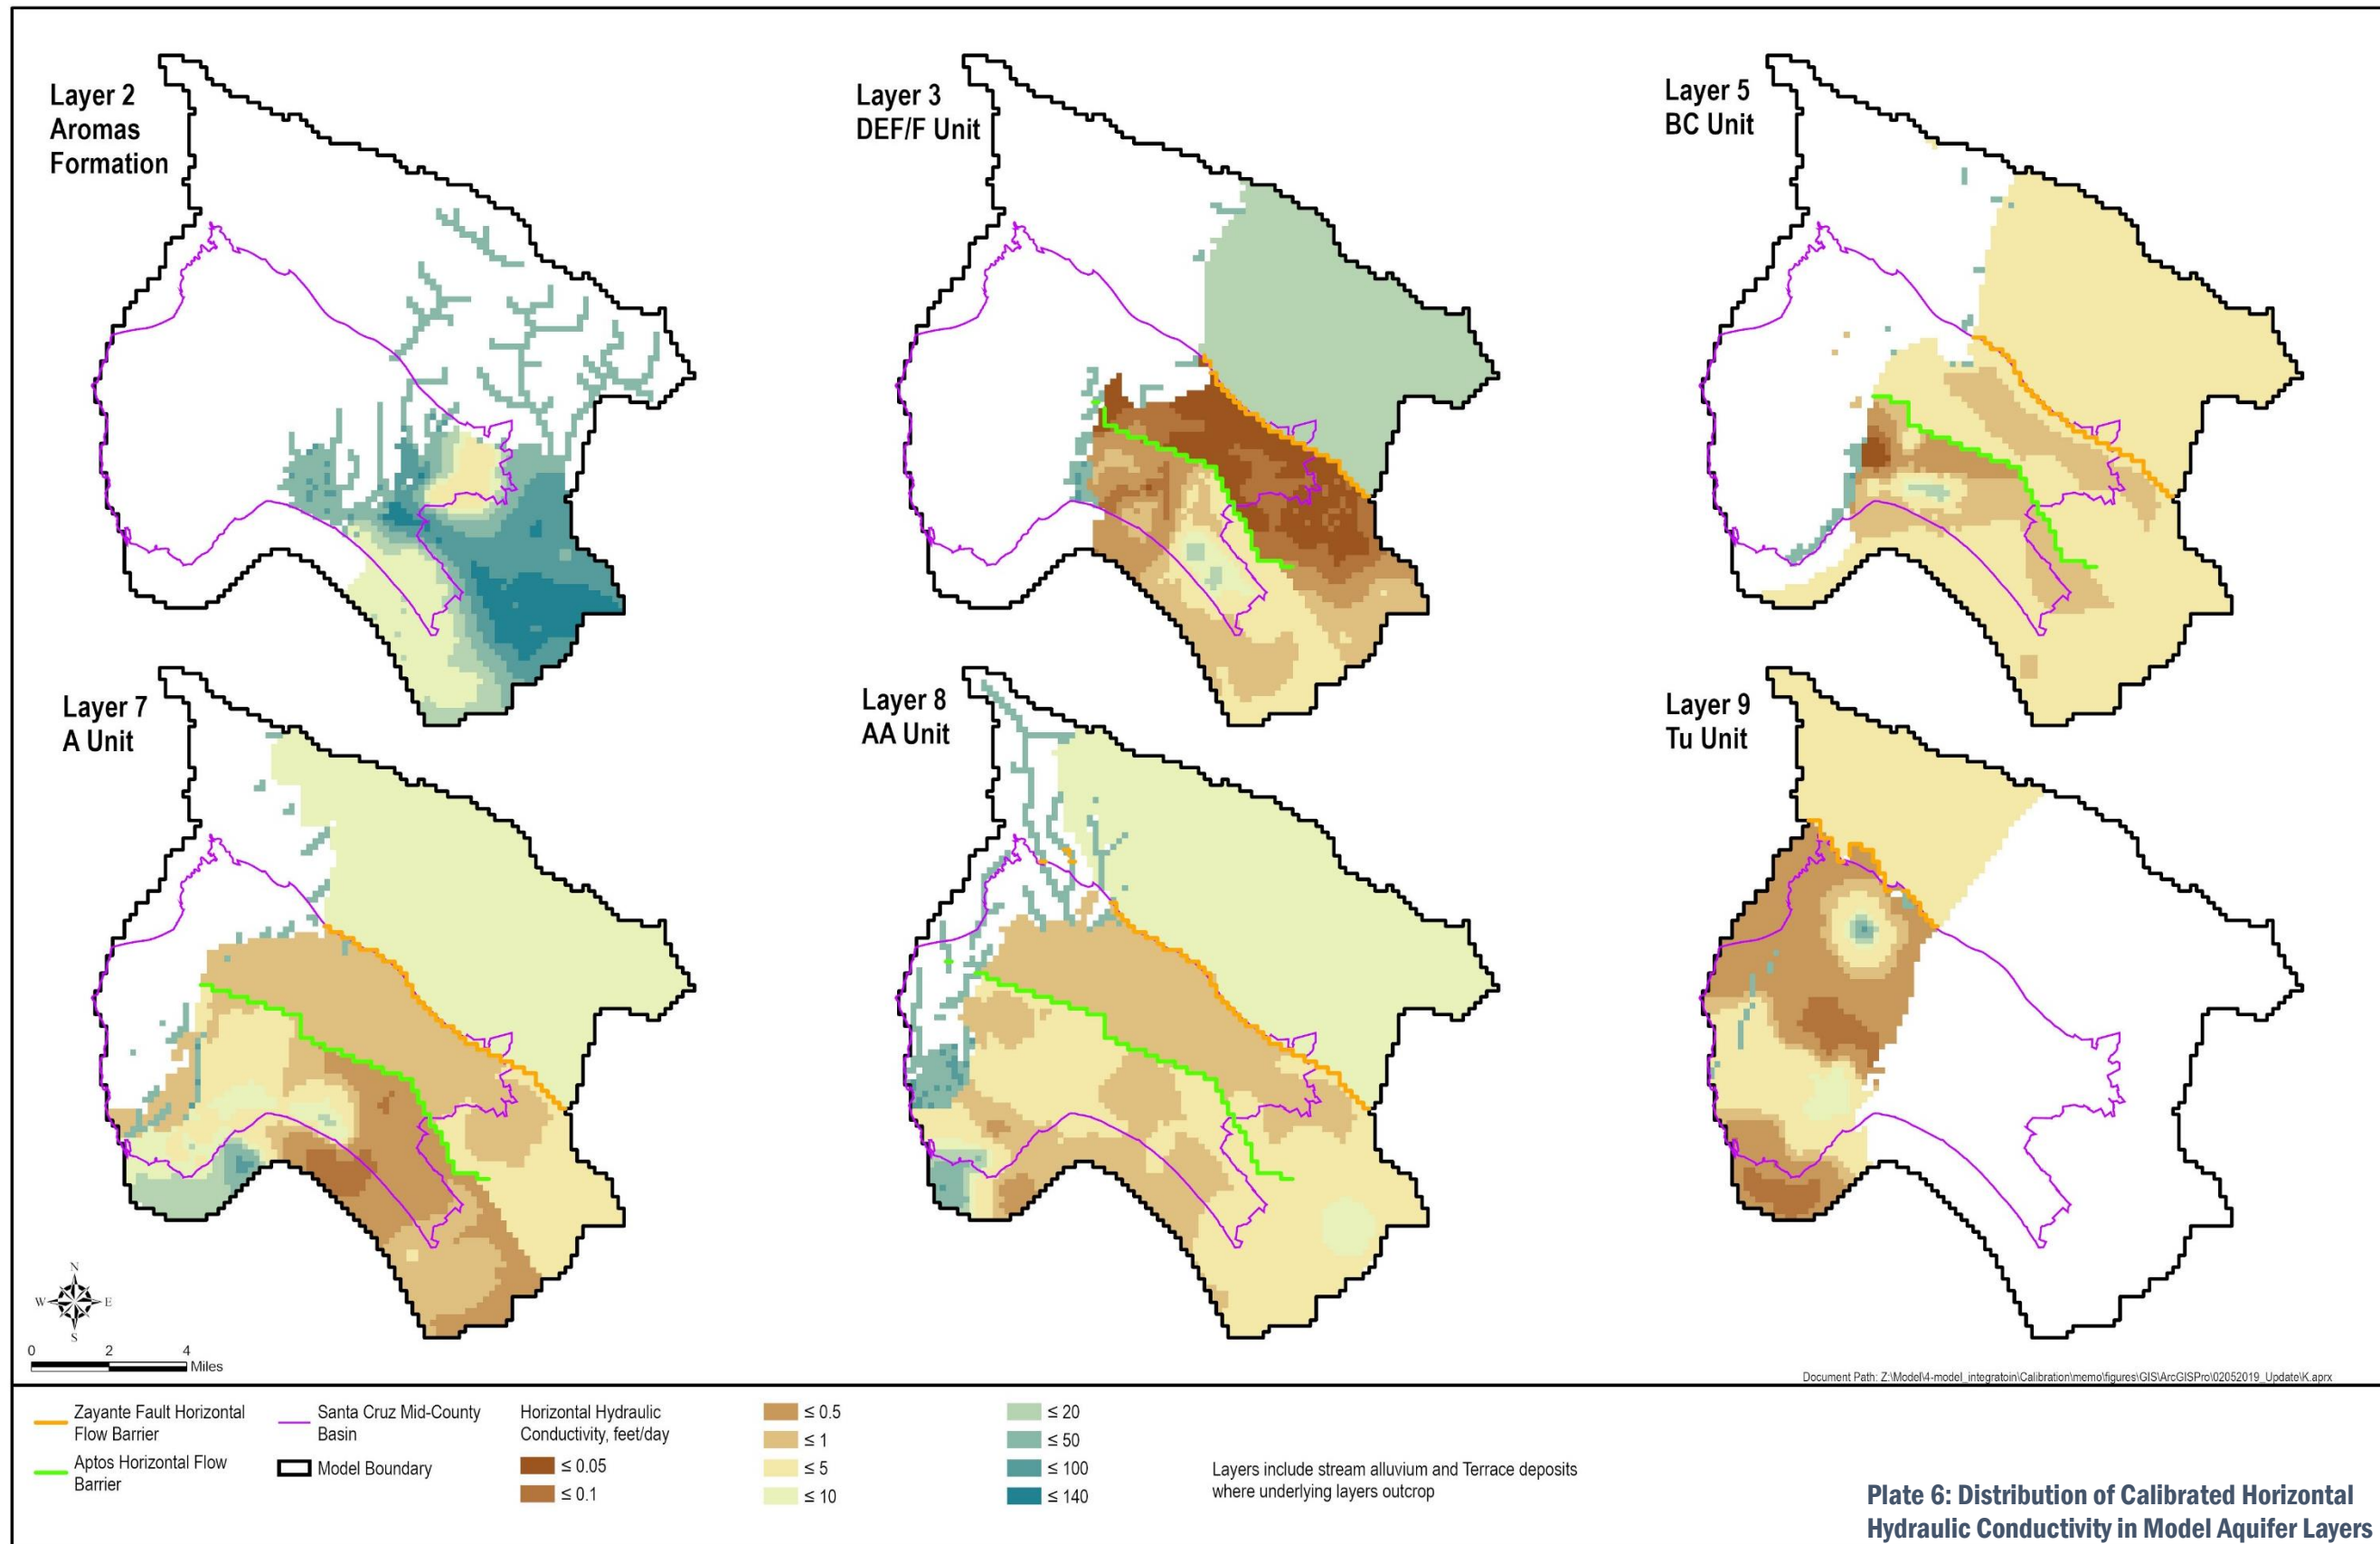 Layer 2
Aromas
Formation
Layer 3
DEF/F Unit
Layer 5
BC Unit
Layer 7
A Unit
Layer 8
AA Unit
Layer 9
Tu Unit
N
W E
S
0 2 4
Miles
Document Path: Z:\Model\4-model_integratoin\Calibration\memo\figures\GIS\ArcGISPro\02052019_Update\K.aprx
Zayante Fault Horizontal
Flow Barrier
Aptos Horizontal Flow
Barrier
Santa Cruz Mid-County
Basin
Model Boundary
Horizontal Hydraulic
Conductivity, feet/day
≤ 0.05
≤ 0.1
≤ 0.5
≤ 1
≤ 5
≤ 10
≤ 20
≤ 50
≤ 100
≤ 140
Layers include stream alluvium and Terrace deposits
where underlying layers outcrop
Plate 6: Distribution of Calibrated Horizontal
Hydraulic Conductivity in Model Aquifer Layers